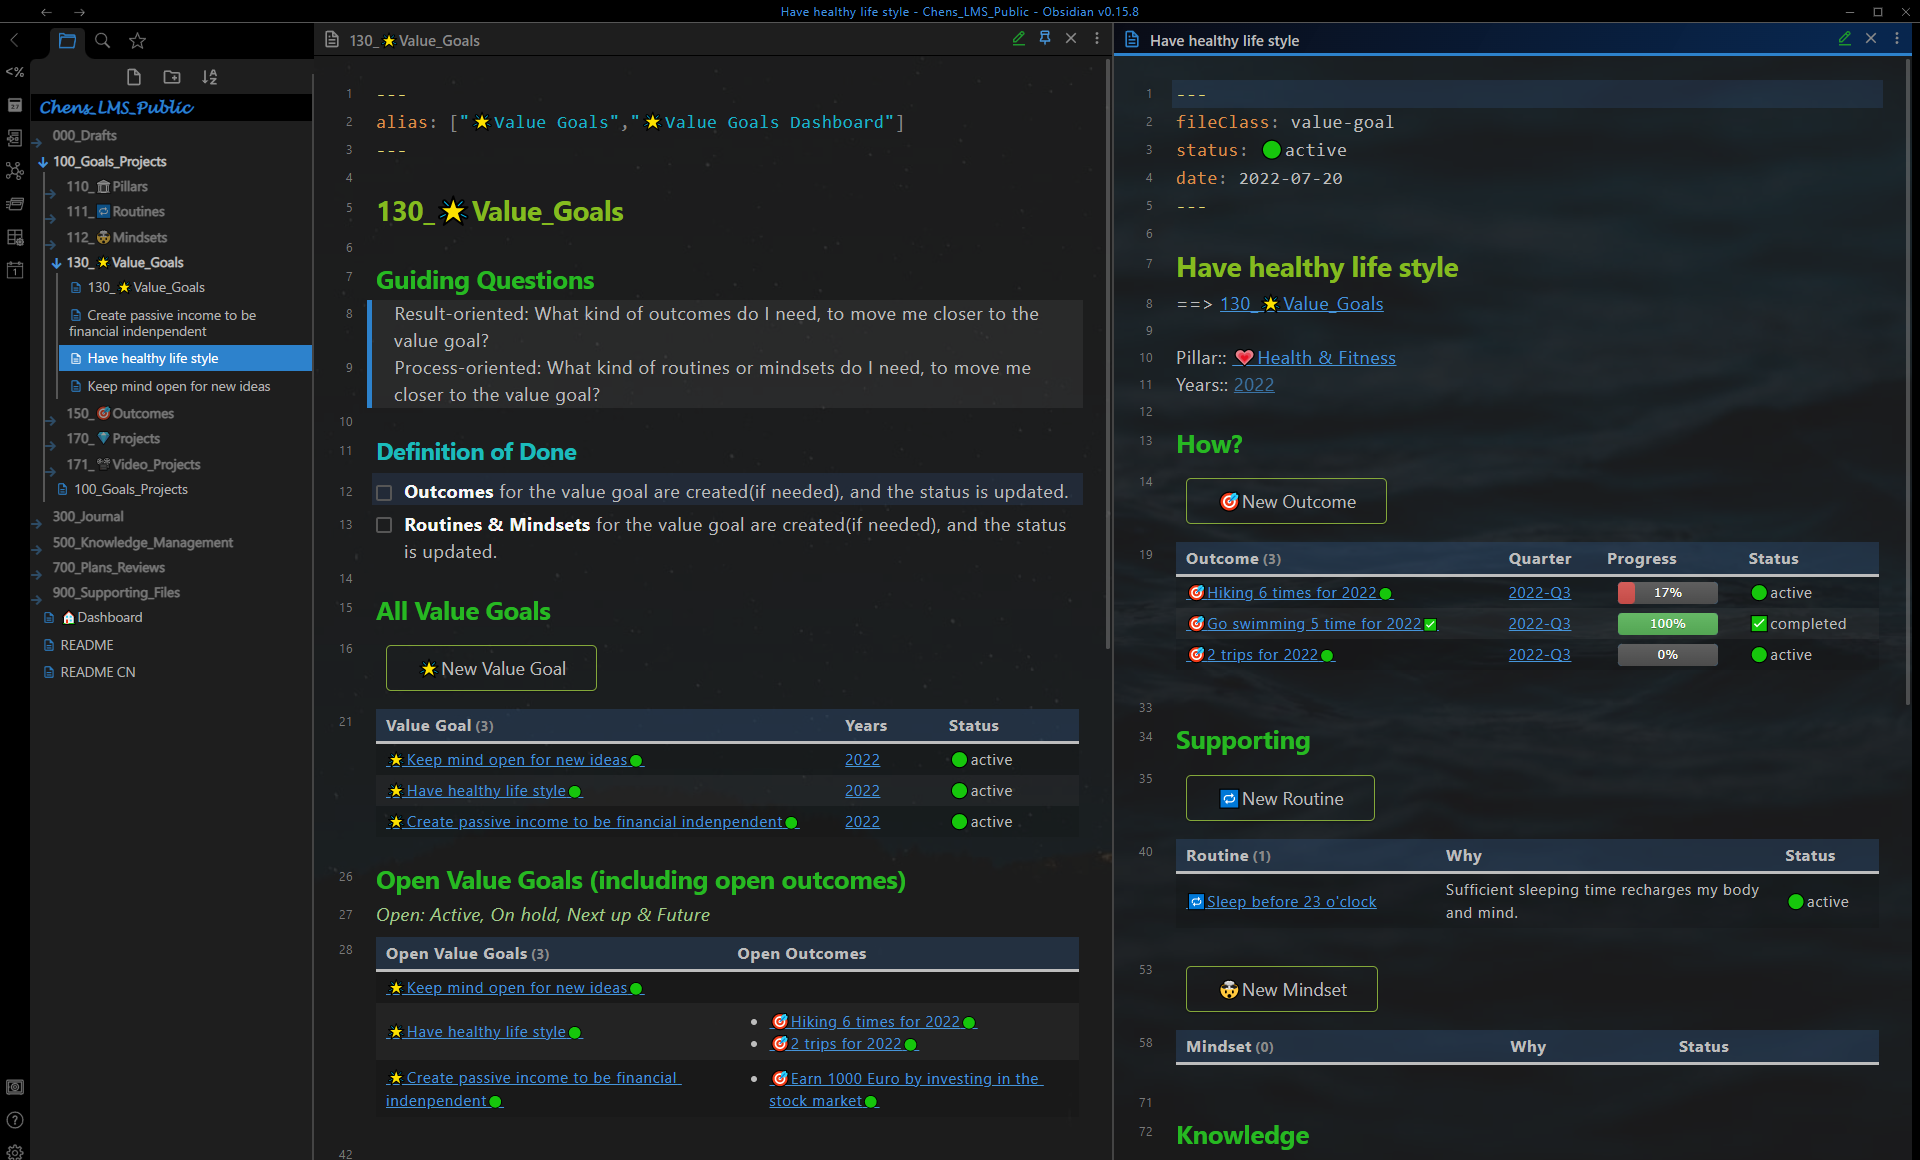 Have healthy life style - Chens_LMS_Public - Obsidian v0.15.8
Chens_LMS_Public
000_Drafts
100_Goals_Projects
110_🏛Pillars
111_🔁Routines
112_🤯Mindsets
130_⭐Value_Goals
130_⭐Value_Goals
Create passive income to be
financial indenpendent
Have healthy life style
Keep mind open for new ideas
150_🎯Outcomes
170_💎Projects
171_📽Video_Projects
100_Goals_Projects
300_Journal
500_Knowledge_Management
700_Plans_Reviews
900_Supporting_Files
🏠Dashboard
README
README CN
130_⭐Value_Goals
1 ---
2 alias: ["⭐Value Goals","⭐Value Goals Dashboard"]
3 ---
4
5 130_⭐Value_Goals
6
7 Guiding Questions
8 Result-oriented: What kind of outcomes do I need, to move me closer to the
value goal?
9 Process-oriented: What kind of routines or mindsets do I need, to move me
closer to the value goal?
10
11 Definition of Done
12 Outcomes for the value goal are created(if needed), and the status is updated.
13 Routines & Mindsets for the value goal are created(if needed), and the status
is updated.
14
15 All Value Goals
16 ⭐New Value Goal
21 Value Goal (3) Years Status
⭐Keep mind open for new ideas🟢 2022 🟢active
⭐Have healthy life style🟢 2022 🟢active
⭐Create passive income to be financial indenpendent🟢 2022 🟢active
26 Open Value Goals (including open outcomes)
27 Open: Active, On hold, Next up & Future
28 Open Value Goals (3) Open Outcomes
⭐Keep mind open for new ideas🟢
⭐Have healthy life style🟢
• 🎯Hiking 6 times for 2022🟢
• 🎯2 trips for 2022🟢
⭐Create passive income to be financial
indenpendent🟢
• 🎯Earn 1000 Euro by investing in the
stock market🟢
42
Have healthy life style
1 ---
2 fileClass: value-goal
3 status: 🟢active
4 date: 2022-07-20
5 ---
6
7 Have healthy life style
8 ==> 130_⭐Value_Goals
9
10 Pillar:: ❤️Health & Fitness
11 Years:: 2022
12
13 How?
14 🎯New Outcome
19 Outcome (3) Quarter Progress Status
🎯Hiking 6 times for 2022🟢 2022-Q3 17% 🟢active
🎯Go swimming 5 time for 2022✅ 2022-Q3 100% ✅completed
🎯2 trips for 2022🟢 2022-Q3 0% 🟢active
33
34 Supporting
35 🔁New Routine
40 Routine (1) Why Status
🔁Sleep before 23 o'clock Sufficient sleeping time recharges my body
and mind. 🟢active
53 🤯New Mindset
58 Mindset (0) Why Status
71
72 Knowledge